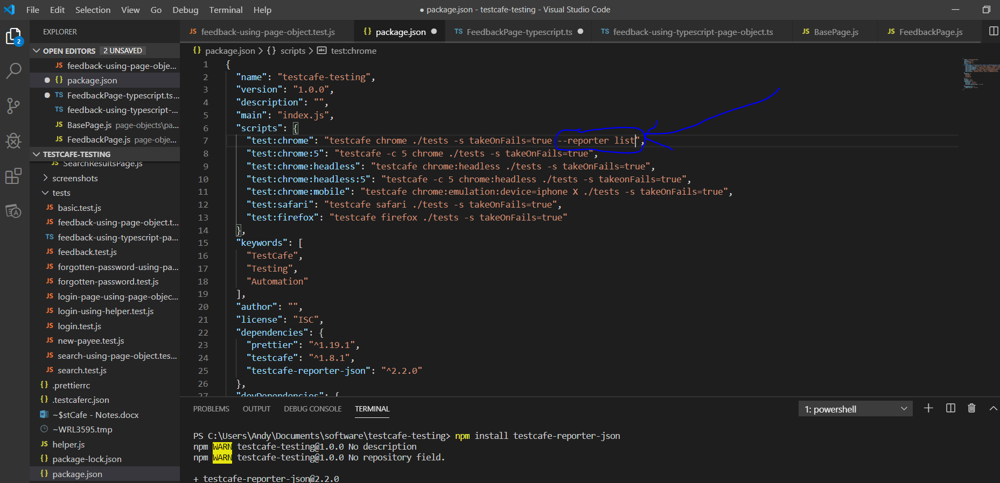 File Edit Selection View Go Debug Terminal Help
● package.json - testcafe-testing - Visual Studio Code
EXPLORER
OPEN EDITORS 2 UNSAVED
JS feedback-using-page-obje...
{} package.json
TS FeedbackPage-typescript.ts...
TS feedback-using-typescript-...
JS BasePage.js page-objects\pa...
JS FeedbackPage.js page-obje...
TESTCAFE-TESTING
JS SearchResultsPage.js
screenshots
tests
JS basic.test.js
JS feedback-using-page-object.t...
TS feedback-using-typescript-pa...
JS feedback.test.js
JS forgotten-password-using-pa...
JS forgotten-password.test.js
JS login-page-using-page-objec...
JS login-using-helper.test.js
JS login.test.js
JS new-payee.test.js
JS search-using-page-object.tes...
JS search.test.js
{} .prettierrc
{} .testcaferc.json
~$stCafe - Notes.docx
~WRL3595.tmp
JS helper.js
{} package-lock.json
{} package.json
2
JS feedback-using-page-object.test.js
{} package.json
TS FeedbackPage-typescript.ts
TS feedback-using-typescript-page-object.ts
JS BasePage.js
JS FeedbackPage.js
{} package.json > {} scripts > abc test:chrome
1 {
2 "name": "testcafe-testing",
3 "version": "1.0.0",
4 "description": "",
5 "main": "index.js",
6 "scripts": {
7 "test:chrome": "testcafe chrome ./tests -s takeOnFails=true --reporter list",
8 "test:chrome:5": "testcafe -c 5 chrome ./tests -s takeOnFails=true",
9 "test:chrome:headless": "testcafe chrome:headless ./tests -s takeOnFails=true",
10 "test:chrome:headless:5": "testcafe -c 5 chrome:headless ./tests -s takeonFails=true",
11 "test:chrome:mobile": "testcafe chrome:emulation:device=iphone X ./tests -s takeOnFails=true",
12 "test:safari": "testcafe safari ./tests -s takeOnFails=true",
13 "test:firefox": "testcafe firefox ./tests -s takeOnFails=true"
14 },
15 "keywords": [
16 "TestCafe",
17 "Testing",
18 "Automation"
19 ],
20 "author": "",
21 "license": "ISC",
22 "dependencies": {
23 "prettier": "^1.19.1",
24 "testcafe": "^1.8.1",
25 "testcafe-reporter-json": "^2.2.0"
26 },
27 "devDependencies": {
PROBLEMS OUTPUT DEBUG CONSOLE TERMINAL
1: powershell
PS C:\Users\Andy\Documents\software\testcafe-testing> npm install testcafe-reporter-json
npm WARN testcafe-testing@1.0.0 No description
npm WARN testcafe-testing@1.0.0 No repository field.
+ testcafe-reporter-json@2.2.0